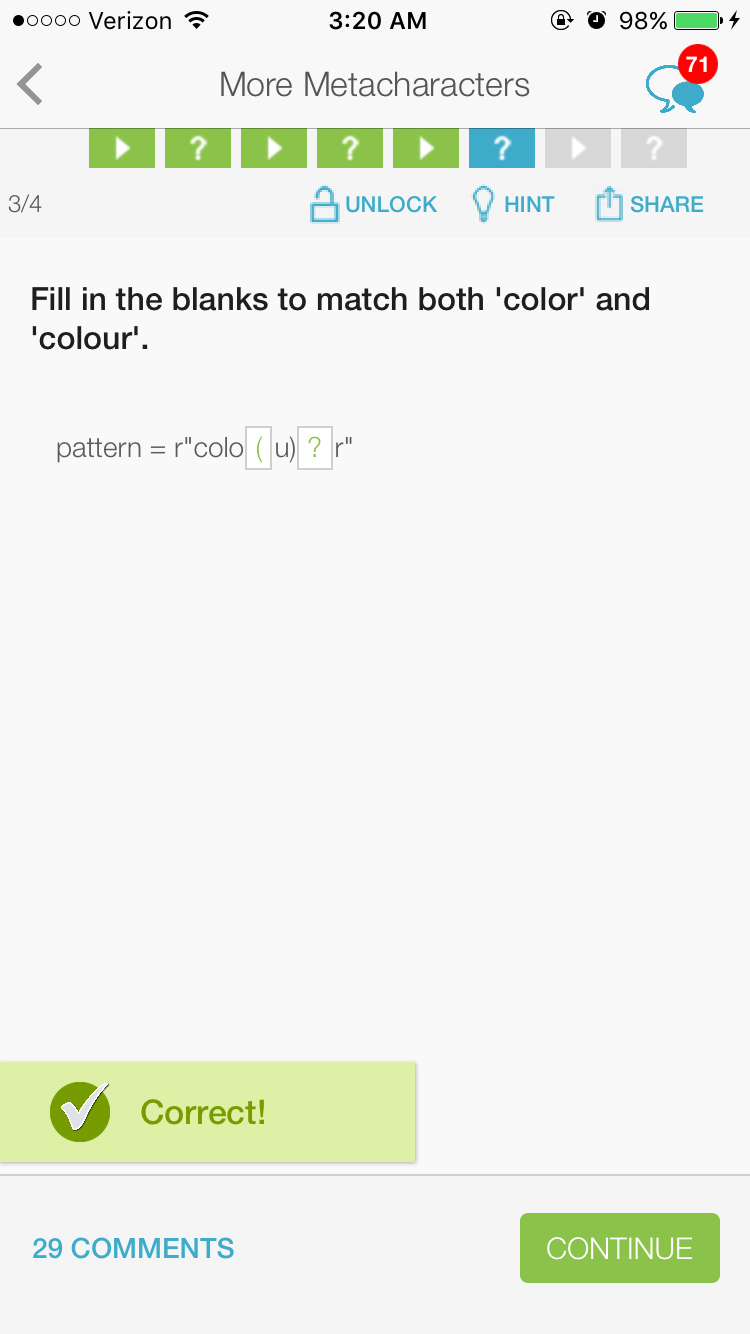 Verizon 3:20 AM 98%
More Metacharacters 71
? ? ? ?
3/4 UNLOCK HINT SHARE
Fill in the blanks to match both 'color' and
'colour'.
pattern = r"colo(u)?r"
Correct!
29 COMMENTS CONTINUE